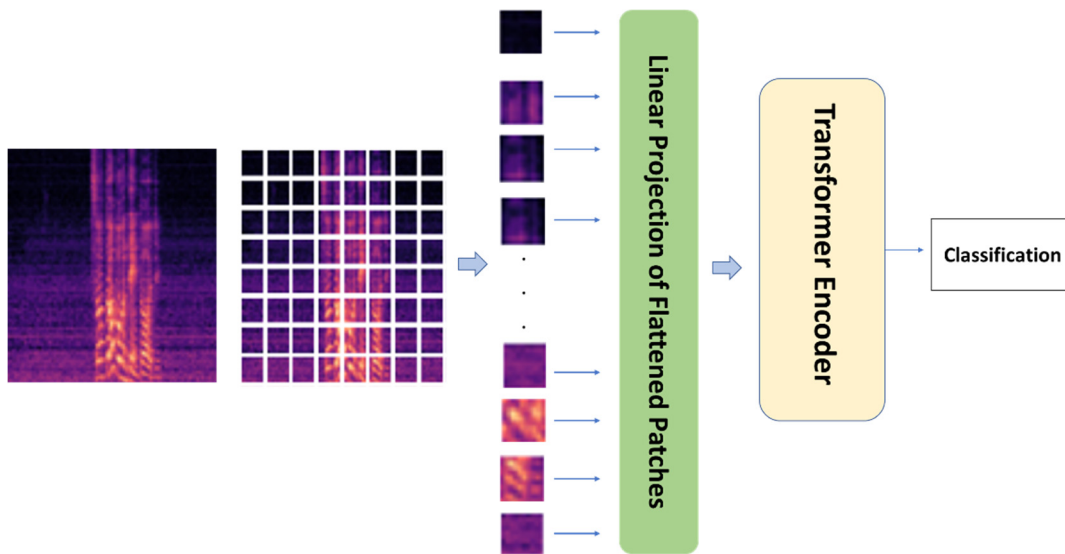 Linear Projection of Flattened Patches
Transformer Encoder
Classification